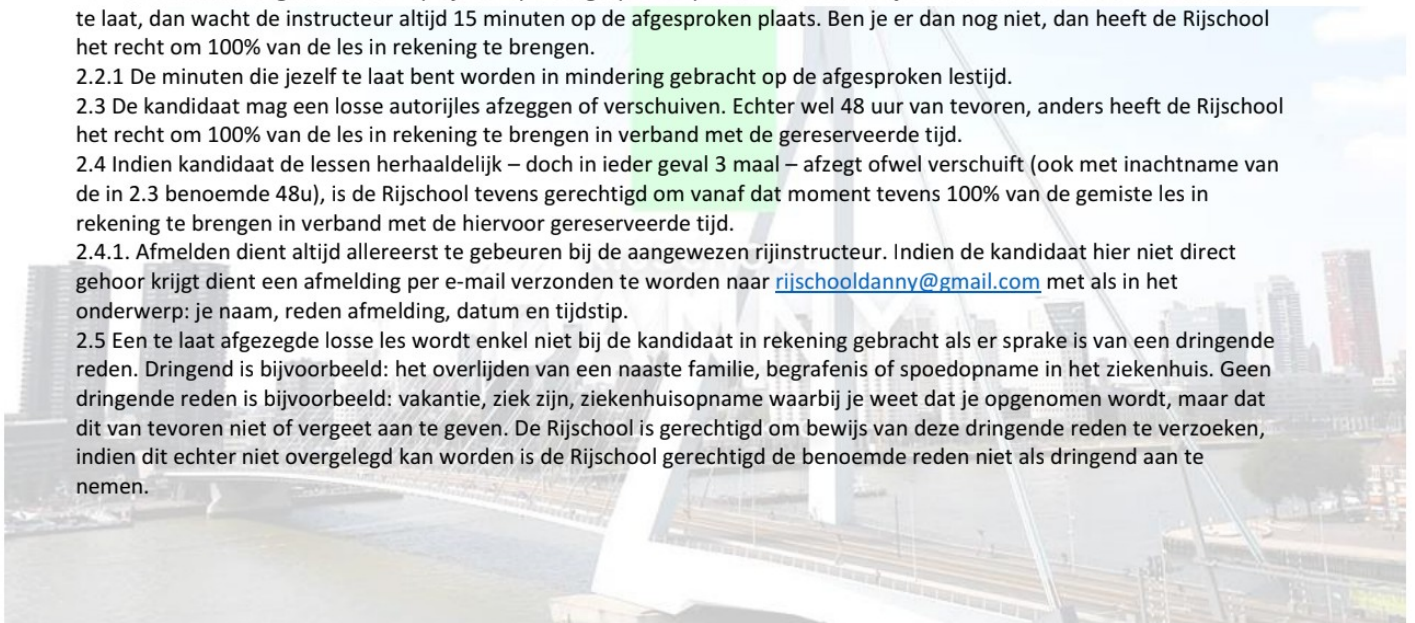 te laat, dan wacht de instructeur altijd 15 minuten op de afgesproken plaats. Ben je er dan nog niet, dan heeft de Rijschool
het recht om 100% van de les in rekening te brengen.
2.2.1 De minuten die jezelf te laat bent worden in mindering gebracht op de afgesproken lestijd.
2.3 De kandidaat mag een losse autorijles afzeggen of verschuiven. Echter wel 48 uur van tevoren, anders heeft de Rijschool
het recht om 100% van de les in rekening te brengen in verband met de gereserveerde tijd.
2.4 Indien kandidaat de lessen herhaaldelijk – doch in ieder geval 3 maal – afzegt ofwel verschuift (ook met inachtname van
de in 2.3 benoemde 48u), is de Rijschool tevens gerechtigd om vanaf dat moment tevens 100% van de gemiste les in
rekening te brengen in verband met de hiervoor gereserveerde tijd.
2.4.1. Afmelden dient altijd allereerst te gebeuren bij de aangewezen rijinstructeur. Indien de kandidaat hier niet direct
gehoor krijgt dient een afmelding per e-mail verzonden te worden naar rijschooldanny@gmail.com met als in het
onderwerp: je naam, reden afmelding, datum en tijdstip.
2.5 Een te laat afgezegde losse les wordt enkel niet bij de kandidaat in rekening gebracht als er sprake is van een dringende
reden. Dringend is bijvoorbeeld: het overlijden van een naaste familie, begrafenis of spoedopname in het ziekenhuis. Geen
dringende reden is bijvoorbeeld: vakantie, ziek zijn, ziekenhuisopname waarbij je weet dat je opgenomen wordt, maar dat
dit van tevoren niet of vergeet aan te geven. De Rijschool is gerechtigd om bewijs van deze dringende reden te verzoeken,
indien dit echter niet overgelegd kan worden is de Rijschool gerechtigd de benoemde reden niet als dringend aan te
nemen.